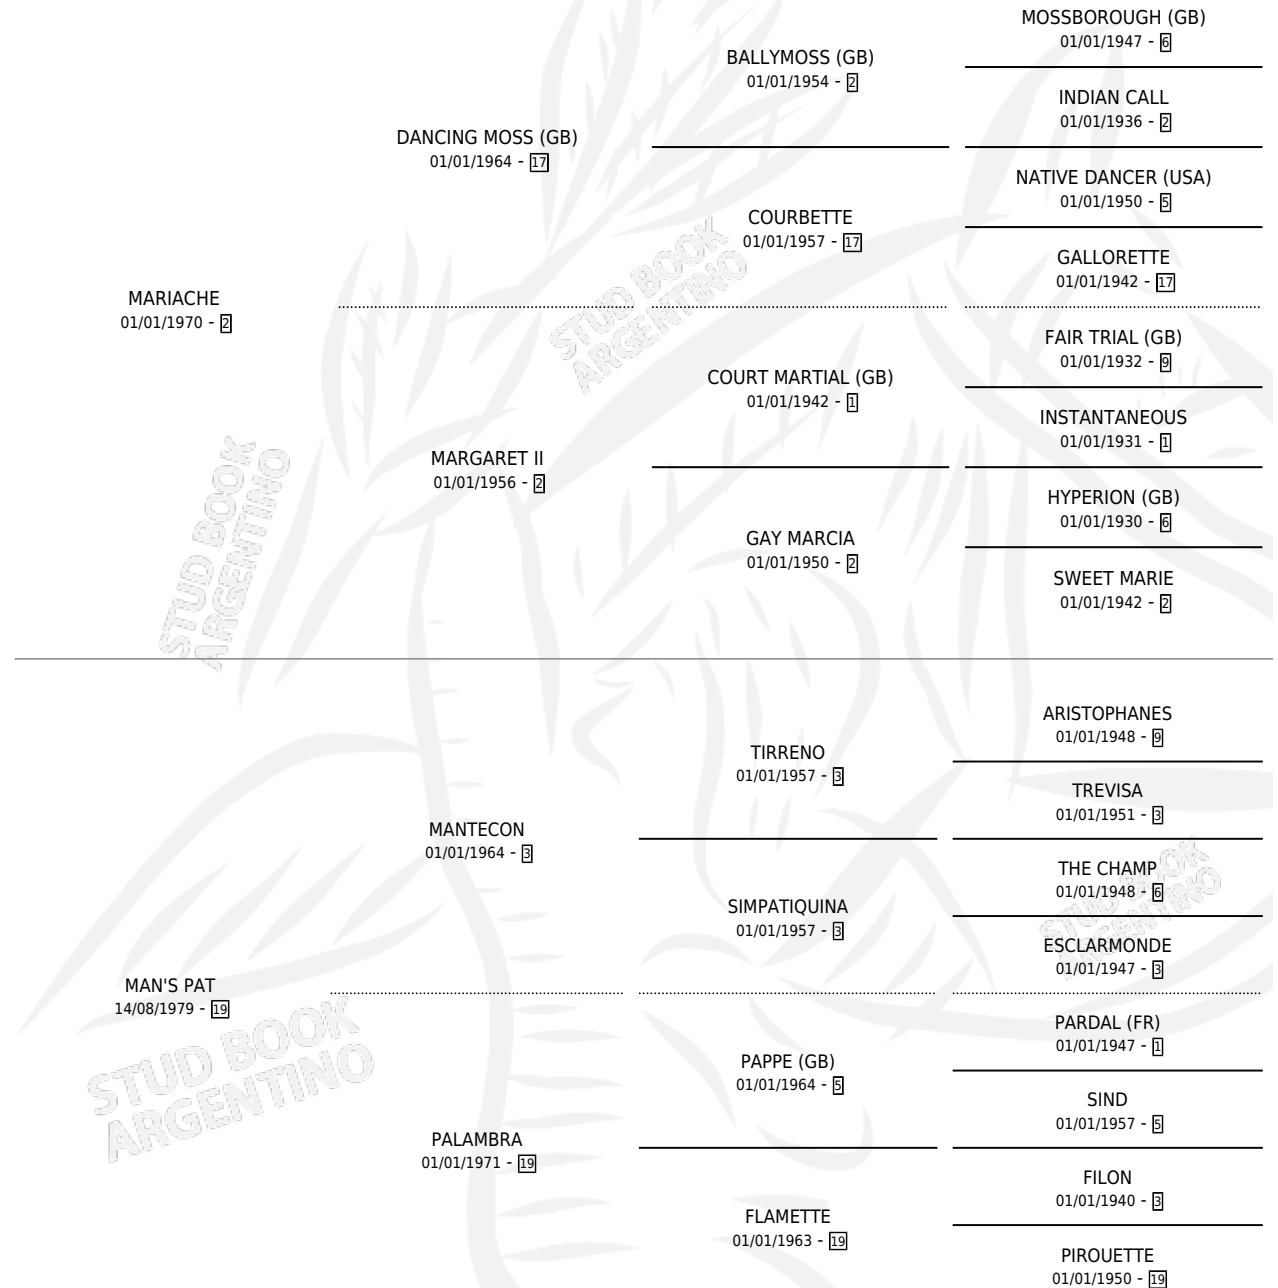 MOSSBOROUGH (GB)
01/01/1947 - 6
BALLYMOSS (GB)
01/01/1954 - 2
INDIAN CALL
01/01/1936 - 2
DANCING MOSS (GB)
01/01/1964 - 17
NATIVE DANCER (USA)
01/01/1950 - 5
COURBETTE
01/01/1957 - 17
GALLORETTE
01/01/1942 - 17
MARIACHE
01/01/1970 - 2
FAIR TRIAL (GB)
01/01/1932 - 9
COURT MARTIAL (GB)
01/01/1942 - 1
INSTANTANEOUS
01/01/1931 - 1
MARGARET II
01/01/1956 - 2
HYPERION (GB)
01/01/1930 - 6
GAY MARCIA
01/01/1950 - 2
SWEET MARIE
01/01/1942 - 2
STUD BOOK
ARGENTINO
STUD BOOK
ARGENTINO
ARISTOPHANES
01/01/1948 - 9
TIRRENO
01/01/1957 - 3
TREVISA
01/01/1951 - 3
MANTECON
01/01/1964 - 3
THE CHAMP
01/01/1948 - 6
SIMPATIQUINA
01/01/1957 - 3
ESCLARMONDE
01/01/1947 - 3
MAN'S PAT
14/08/1979 - 19
PARDAL (FR)
01/01/1947 - 1
PAPPE (GB)
01/01/1964 - 5
SIND
01/01/1957 - 5
PALAMBRA
01/01/1971 - 19
FILON
01/01/1940 - 3
FLAMETTE
01/01/1963 - 19
PIROUETTE
01/01/1950 - 19
STUD BOOK
ARGENTINO
STUD BOOK
ARGENTINO